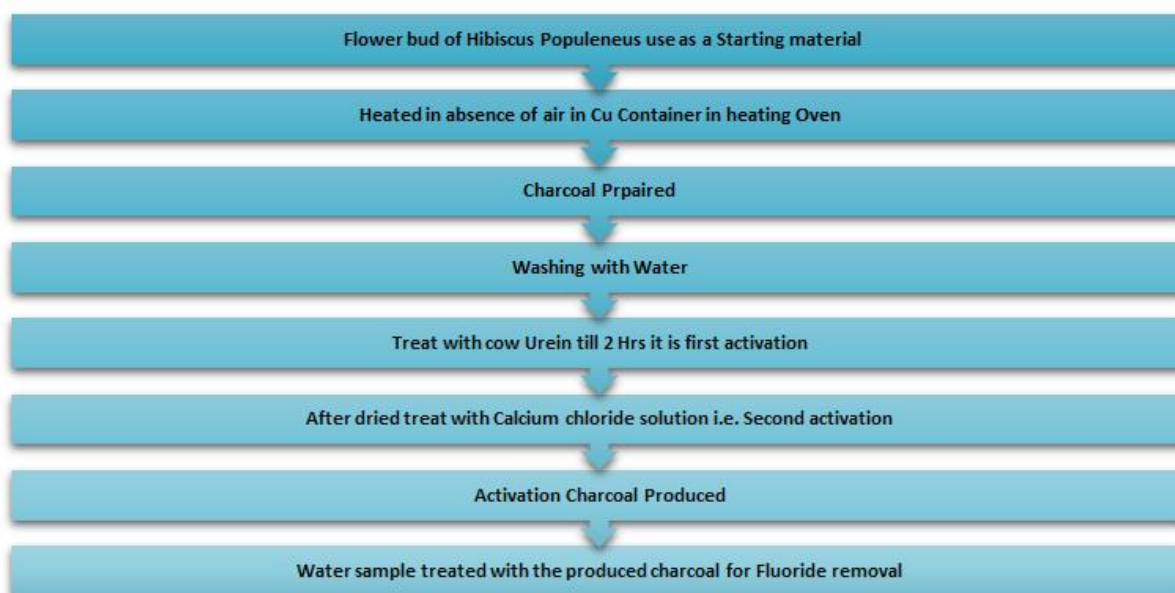 Flower bud of Hibiscus Populeneus use as a Starting material
Heated in absence of air in Cu Container in heating Oven
Charcoal Prpaired
Washing with Water
Treat with cow Urein till 2 Hrs it is first activation
After dried treat with Calcium chloride solution i.e. Second activation
Activation Charcoal Produced
Water sample treated with the produced charcoal for Fluoride removal